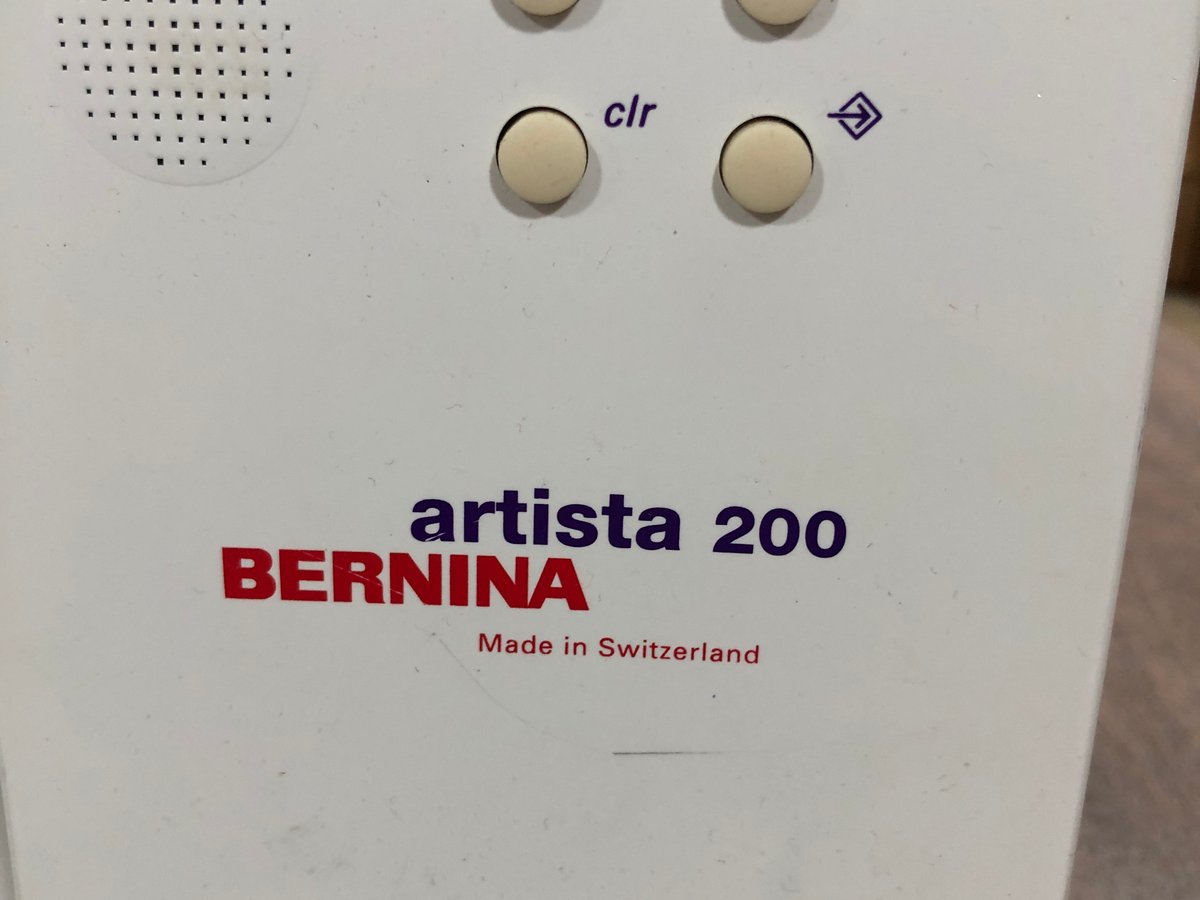 clr
artista 200
BERNINA
Made in Switzerland